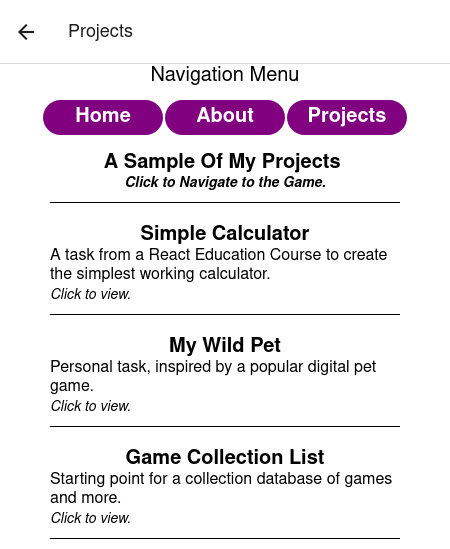 Projects
Navigation Menu
Home About Projects
A Sample Of My Projects
Click to Navigate to the Game.
Simple Calculator
A task from a React Education Course to create
the simplest working calculator.
Click to view.
My Wild Pet
Personal task, inspired by a popular digital pet
game.
Click to view.
Game Collection List
Starting point for a collection database of games
and more.
Click to view.